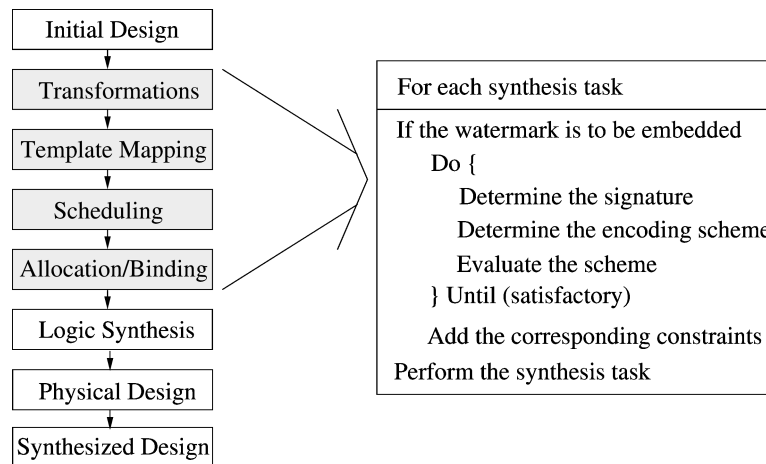 Initial Design
Transformations
Template Mapping
Scheduling
Allocation/Binding
Logic Synthesis
Physical Design
Synthesized Design
For each synthesis task
If the watermark is to be embedded
Do {
Determine the signature
Determine the encoding scheme
Evaluate the scheme
} Until (satisfactory)
Add the corresponding constraints
Perform the synthesis task